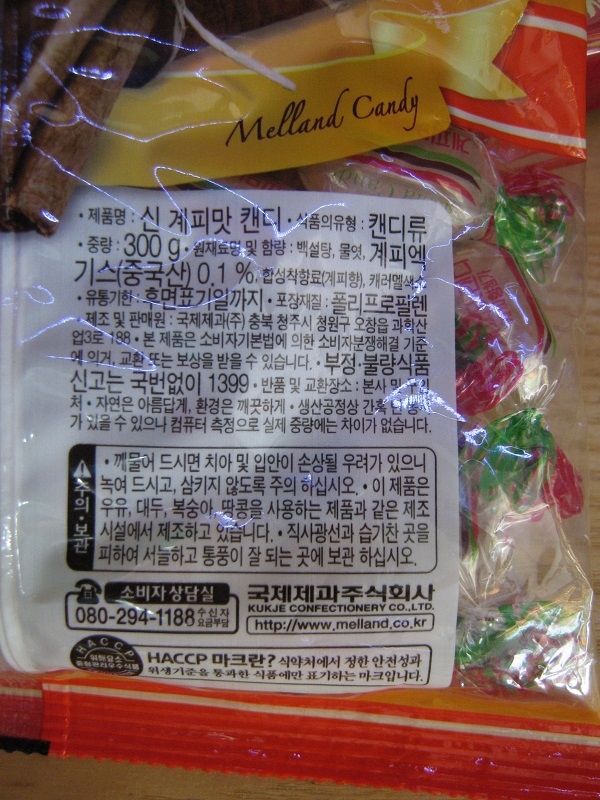 Melland Candy
• 제품명 : 신 계피맛 캔디 • 식품의유형 : 캔디류
• 중량 : 300 g • 원재료명 및 함량 : 백설탕, 물엿, 계피엑
기스(중국산) 0.1 %, 합성착향료(계피향), 캐러멜색소
• 유통기한 : 후면표기일까지 • 포장재질 : 폴리프로필렌
• 제조 및 판매원 : 국제제과(주) 충북 청주시 청원구 오창읍 과학산
업3로 188 • 본 제품은 소비자기본법에 의한 소비자분쟁해결 기준
에 의거, 교환 또는 보상을 받을 수 있습니다. • 부정·불량식품
신고는 국번없이 1399 • 반품 및 교환장소 : 본사 및 구입
처 • 자연은 아름답게, 환경은 깨끗하게 • 생산공정상 간혹
가 있을 수 있으나 컴퓨터 측정으로 실제 중량에는 차이가 없습니다.
주의·보관
• 깨물어 드시면 치아 및 입안이 손상될 우려가 있으니
녹여 드시고, 삼키지 않도록 주의 하십시오. • 이 제품은
우유, 대두, 복숭아, 땅콩을 사용하는 제품과 같은 제조
시설에서 제조하고 있습니다. • 직사광선과 습기찬 곳을
피하여 서늘하고 통풍이 잘 되는 곳에 보관 하십시오.
소비자상담실
080-294-1188 수신자
요금부담
국제제과주식회사
KUKJE CONFECTIONERY CO.,LTD.
http://www.melland.co.kr
HACCP
위해요소
중점관리우수식품
HACCP 마크란? 식약처에서 정한 안전성과
위생기준을 통과한 식품에만 표기하는 마크입니다.